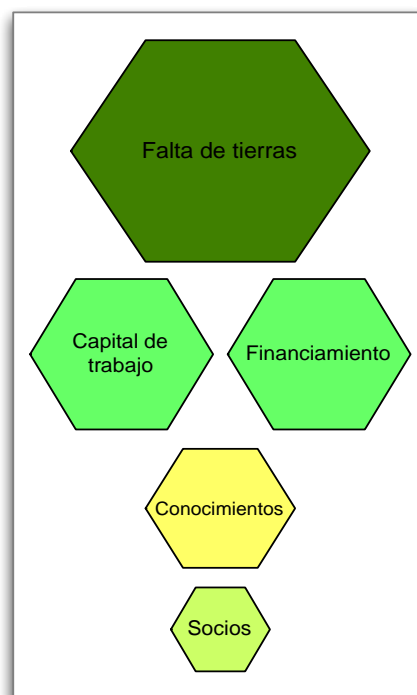 Falta de tierras
Capital de
trabajo
Financiamiento
Conocimientos
Socios